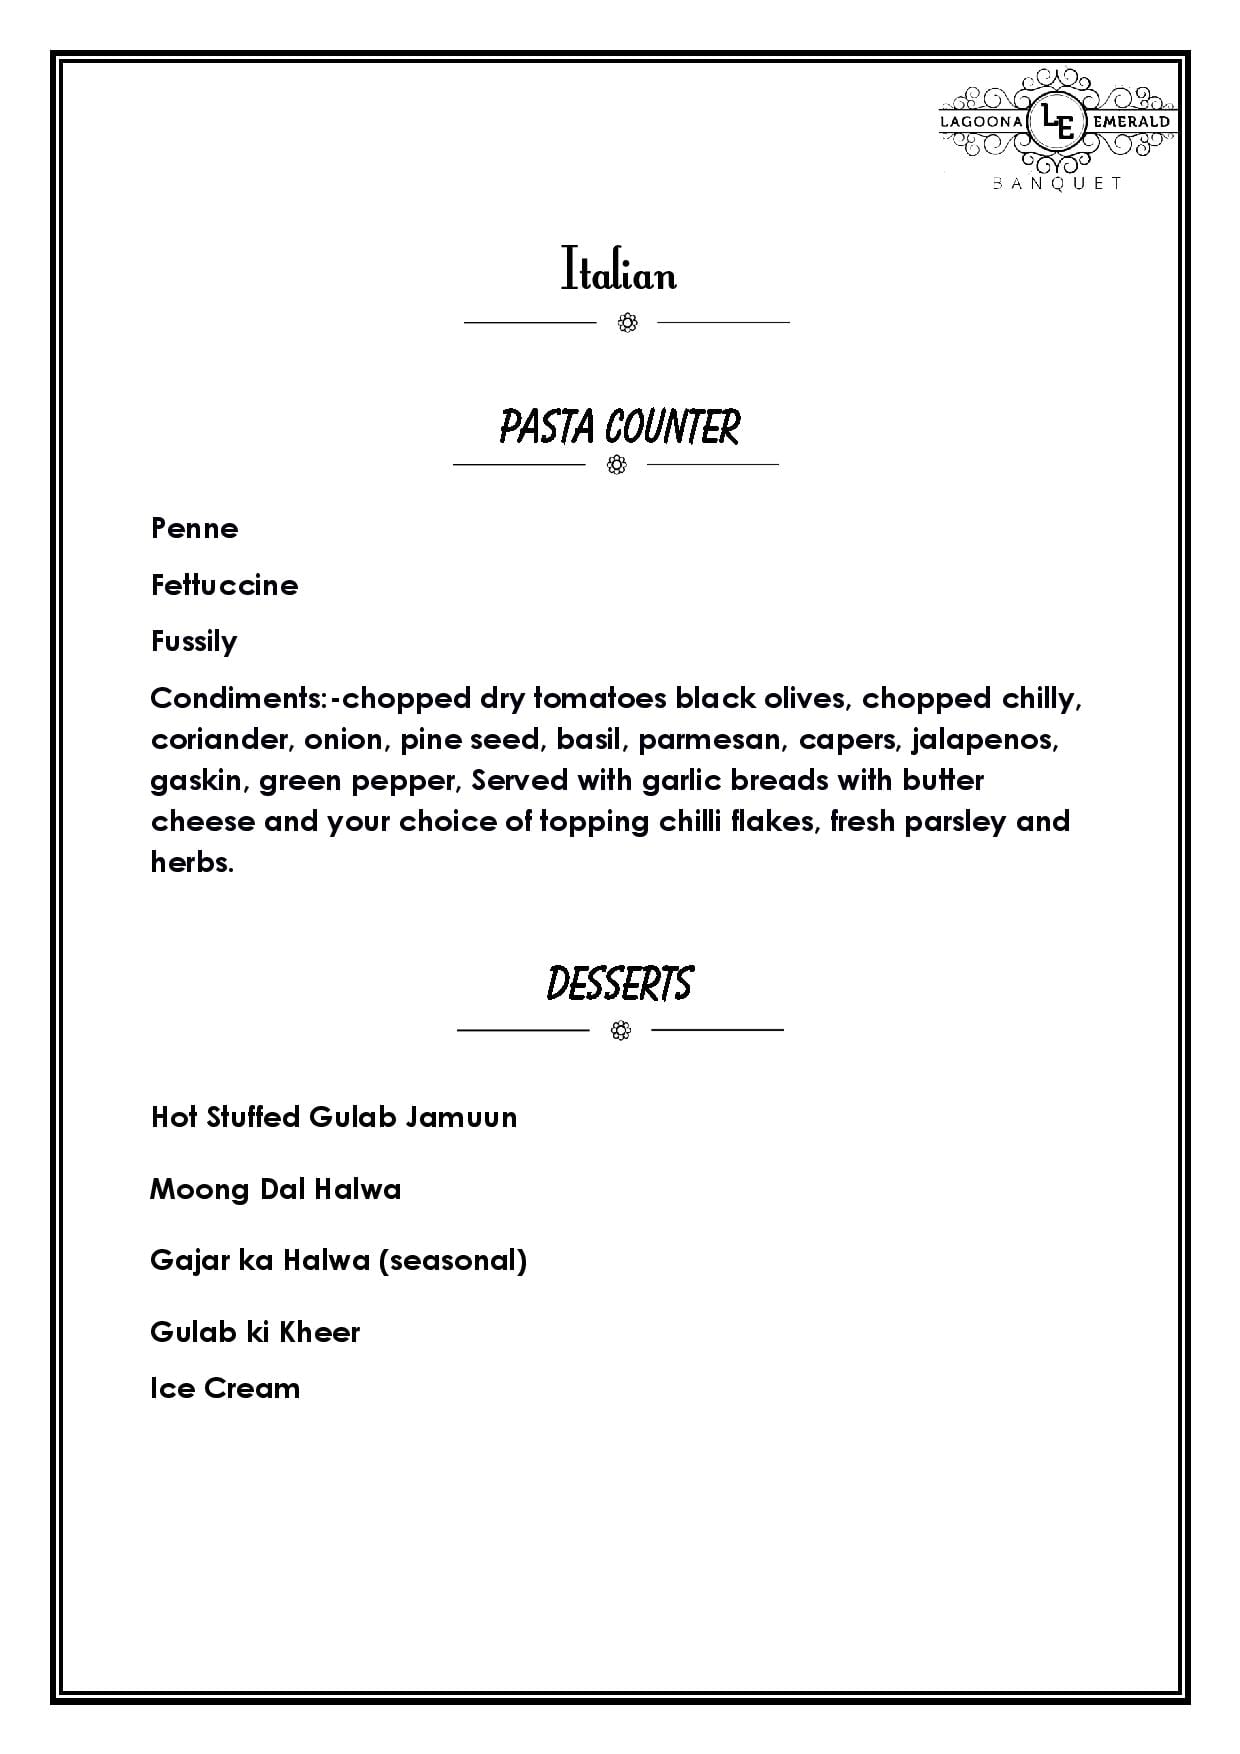 LAGOONA LE EMERALD
BANQUET
Italian
PASTA COUNTER
Penne
Fettuccine
Fussily
Condiments:-chopped dry tomatoes black olives, chopped chilly,
coriander, onion, pine seed, basil, parmesan, capers, jalapenos,
gaskin, green pepper, Served with garlic breads with butter
cheese and your choice of topping chilli flakes, fresh parsley and
herbs.
DESSERTS
Hot Stuffed Gulab Jamuun
Moong Dal Halwa
Gajar ka Halwa (seasonal)
Gulab ki Kheer
Ice Cream